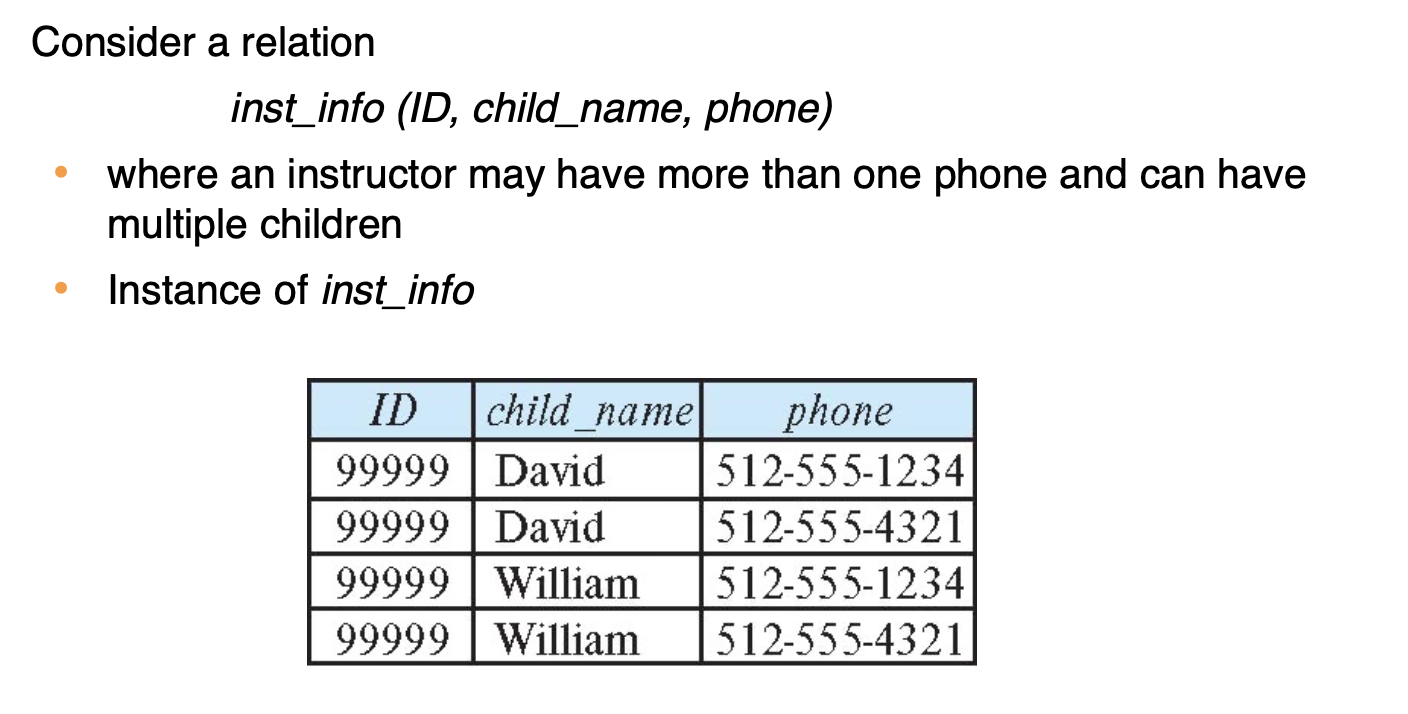 Consider a relation
inst_info (ID, child_name, phone)
• where an instructor may have more than one phone and can have
multiple children
• Instance of inst_info
ID child_name phone
99999 David 512-555-1234
99999 David 512-555-4321
99999 William 512-555-1234
99999 William 512-555-4321